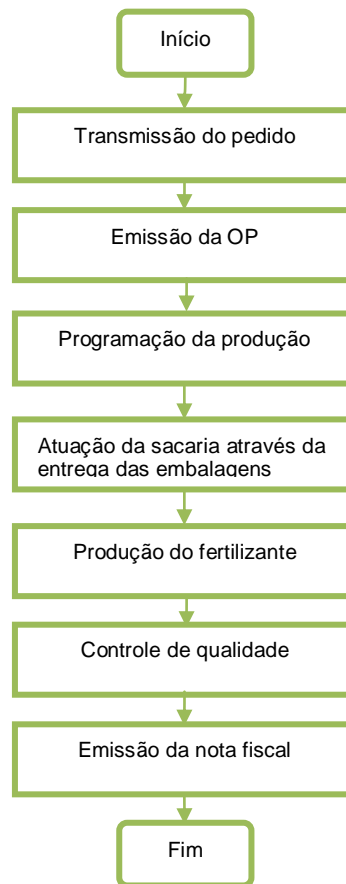 Início
Transmissão do pedido
Emissão da OP
Programação da produção
Atuação da sacaria através da
entrega das embalagens
Produção do fertilizante
Controle de qualidade
Emissão da nota fiscal
Fim